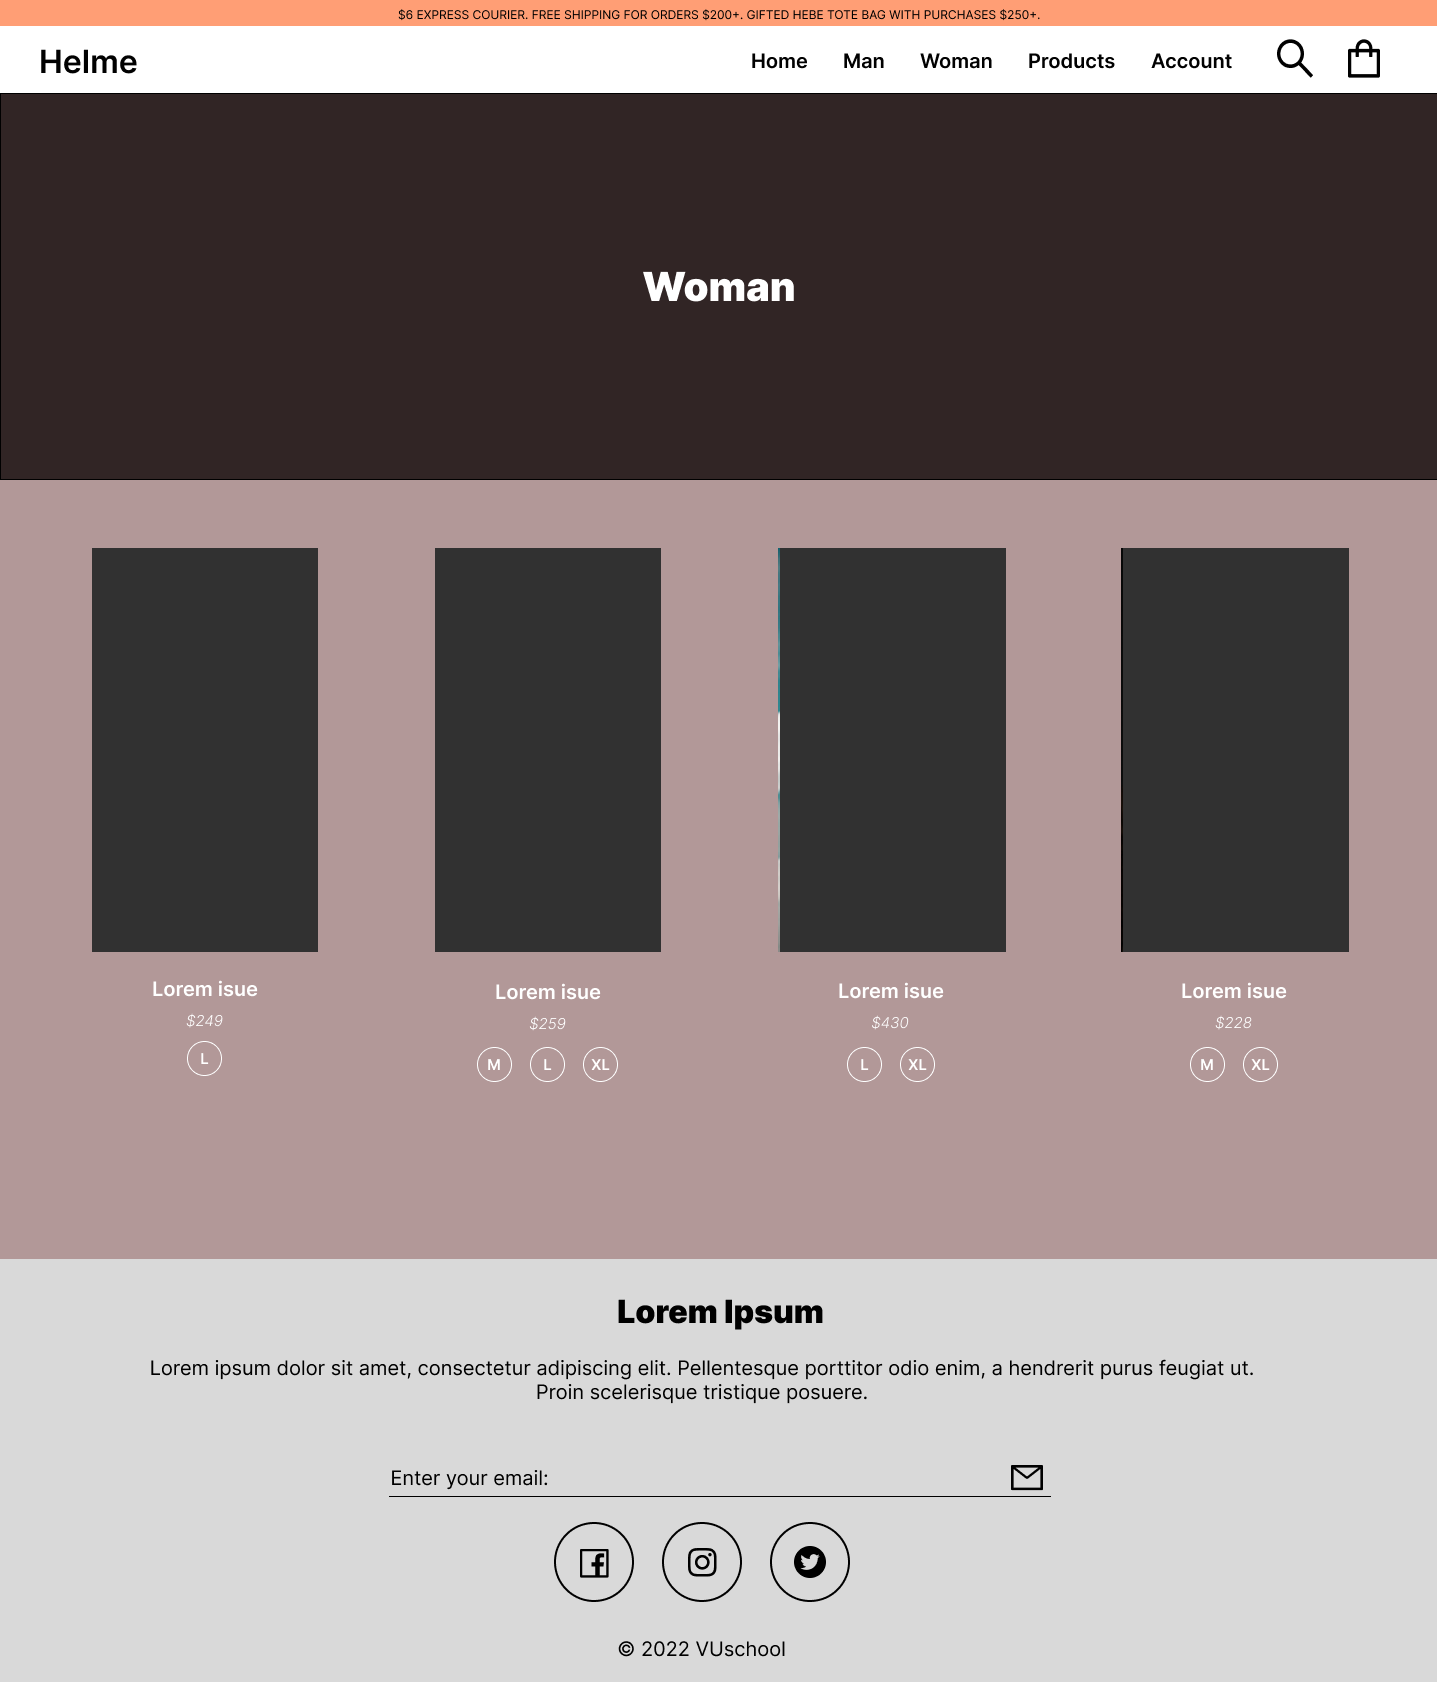 $6 EXPRESS COURIER. FREE SHIPPING FOR ORDERS $200+. GIFTED HEBE TOTE BAG WITH PURCHASES $250+.
Helme
Home Man Woman Products Account
Woman
Lorem isue
$249
L
Lorem isue
$259
M L XL
Lorem isue
$430
L XL
Lorem isue
$228
M XL
Lorem Ipsum
Lorem ipsum dolor sit amet, consectetur adipiscing elit. Pellentesque porttitor odio enim, a hendrerit purus feugiat ut.
Proin scelerisque tristique posuere.
Enter your email:
© 2022 VUschool